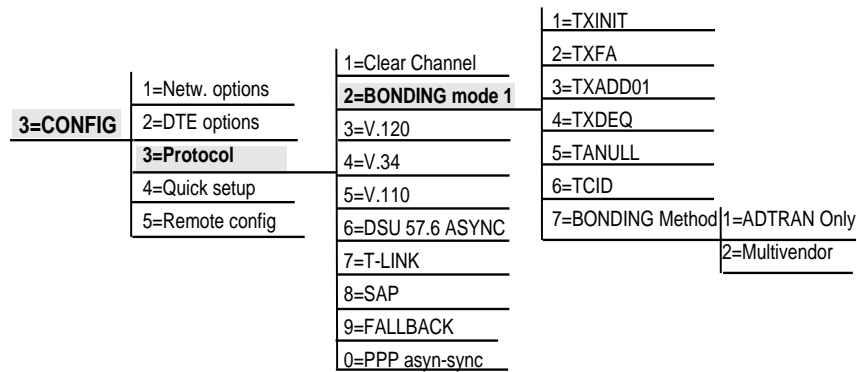 3=CONFIG
1=Netw. options
2=DTE options
3=Protocol
4=Quick setup
5=Remote config
1=Clear Channel
2=BONDING mode 1
3=V.120
4=V.34
5=V.110
6=DSU 57.6 ASYNC
7=T-LINK
8=SAP
9=FALLBACK
0=PPP asyn-sync
1=TXINIT
2=TXFA
3=TXADD01
4=TXDEQ
5=TANULL
6=TCID
7=BONDING Method
1=ADTRAN Only
2=Multivendor